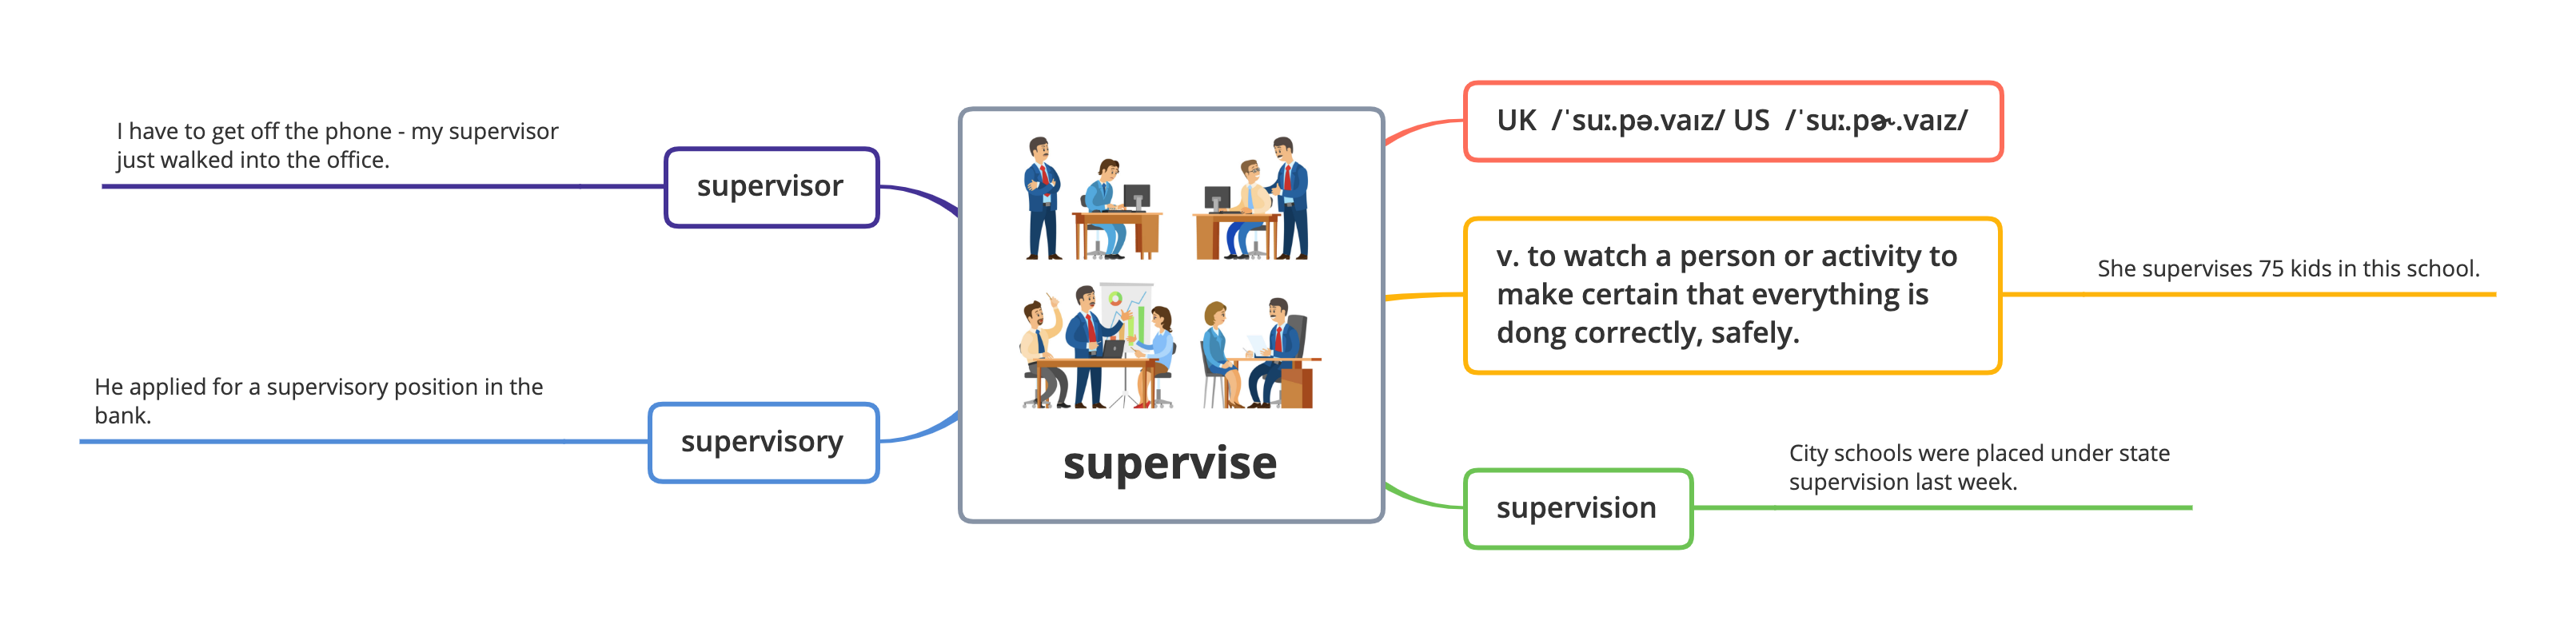 I have to get off the phone - my supervisor
just walked into the office.
supervisor
He applied for a supervisory position in the
bank.
supervisory
supervise
UK  /ˈsuː.pə.vaɪz/ US  /ˈsuː.pɚ.vaɪz/
v. to watch a person or activity to
make certain that everything is
dong correctly, safely.
She supervises 75 kids in this school.
supervision
City schools were placed under state
supervision last week.